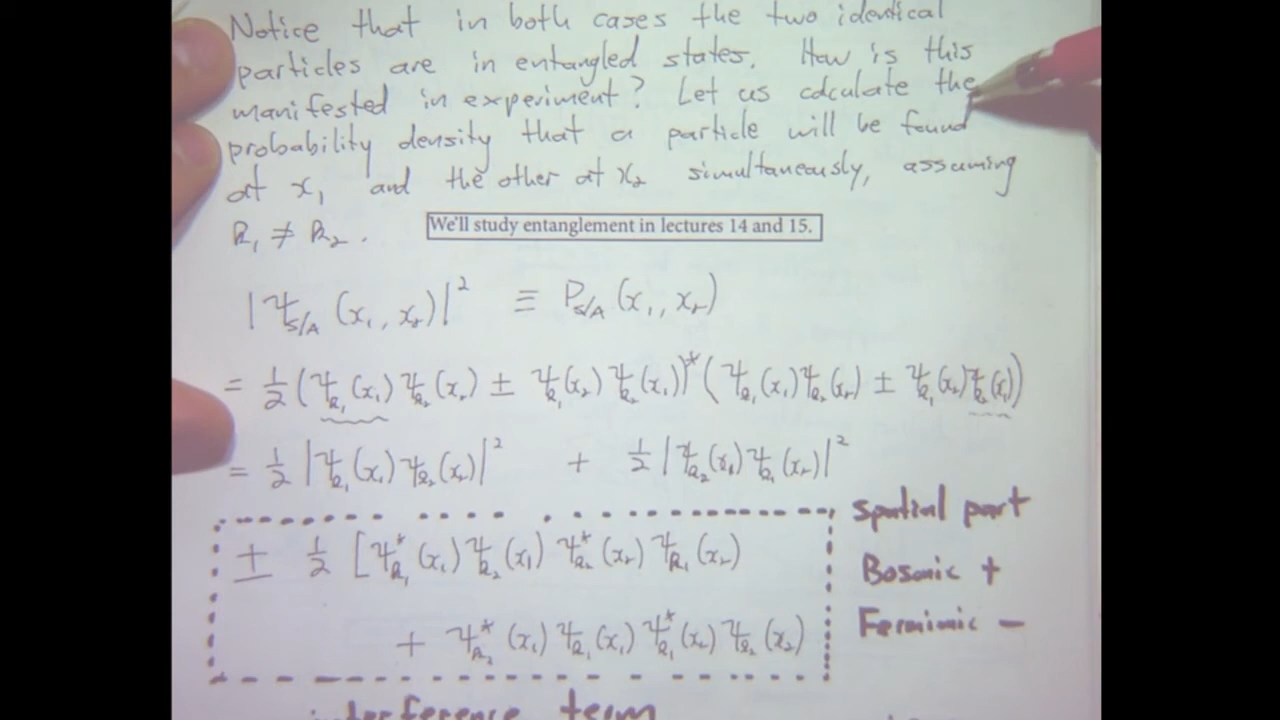 Notice that in both cases the two identical
particles are in entangled states. How is this
manifested in experiment? Let us calculate the
probability density that a particle will be found
at x₁ and the other at x₂ simultaneously, assuming
k₁ ≠ k₂.
We'll study entanglement in lectures 14 and 15.
|Ψ_S/A (x₁, x₂)|² ≡ P_S/A (x₁, x₂)
= ½ (Ψ_k₁(x₁) Ψ_k₂(x₂) ± Ψ_k₁(x₂) Ψ_k₂(x₁))* (Ψ_k₁(x₁) Ψ_k₂(x₂) ± Ψ_k₁(x₂) Ψ_k₂(x₁))
= ½ |Ψ_k₁(x₁) Ψ_k₂(x₂)|² + ½ |Ψ_k₂(x₁) Ψ_k₁(x₂)|²
± ½ [Ψ*_k₁(x₁) Ψ_k₂(x₁) Ψ*_k₂(x₂) Ψ_k₁(x₂)
+ Ψ*_k₂(x₁) Ψ_k₁(x₁) Ψ*_k₁(x₂) Ψ_k₂(x₂)
spatial part
Bosonic +
Fermionic −
interference term